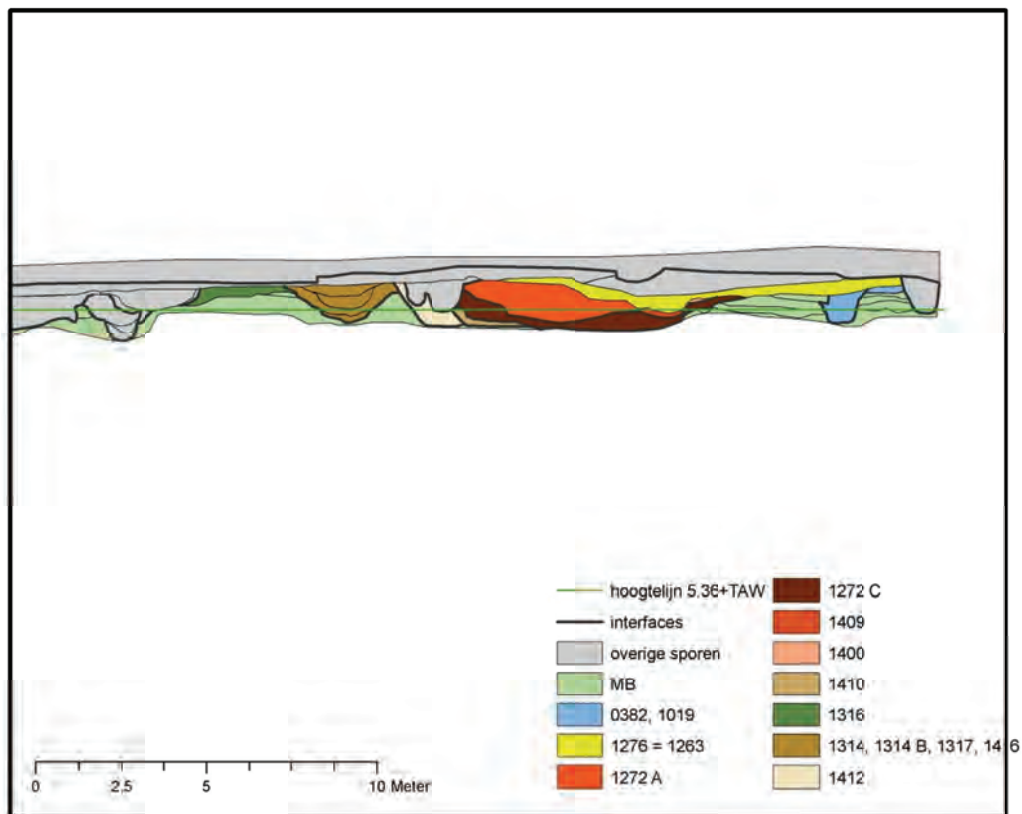 hoogtelijn 5.36+TAW
interfaces
overige sporen
MB
0382, 1019
1276 = 1263
1272 A
1272 C
1409
1400
1410
1316
1314, 1314 B, 1317, 14
1412
0
2,5
5
10 Meter